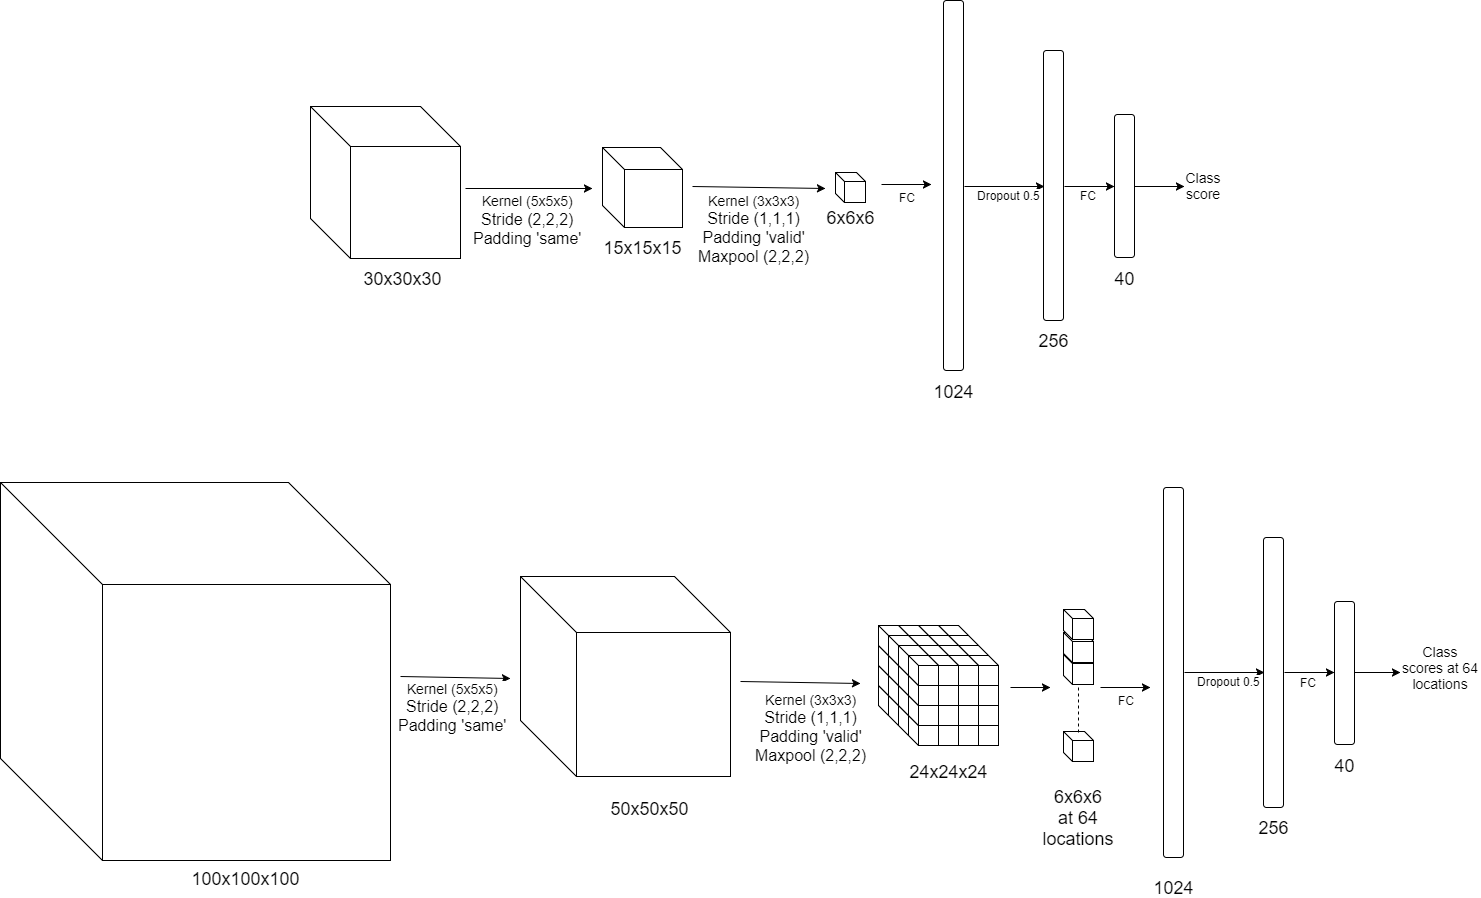 30x30x30
Kernel (5x5x5)
Stride (2,2,2)
Padding 'same'
15x15x15
Kernel (3x3x3)
Stride (1,1,1)
Padding 'valid'
Maxpool (2,2,2)
6x6x6
FC
1024
Dropout 0.5
256
FC
40
Class
score
100x100x100
Kernel (5x5x5)
Stride (2,2,2)
Padding 'same'
50x50x50
Kernel (3x3x3)
Stride (1,1,1)
Padding 'valid'
Maxpool (2,2,2)
24x24x24
6x6x6
at 64
locations
FC
1024
Dropout 0.5
256
FC
40
Class
scores at 64
locations